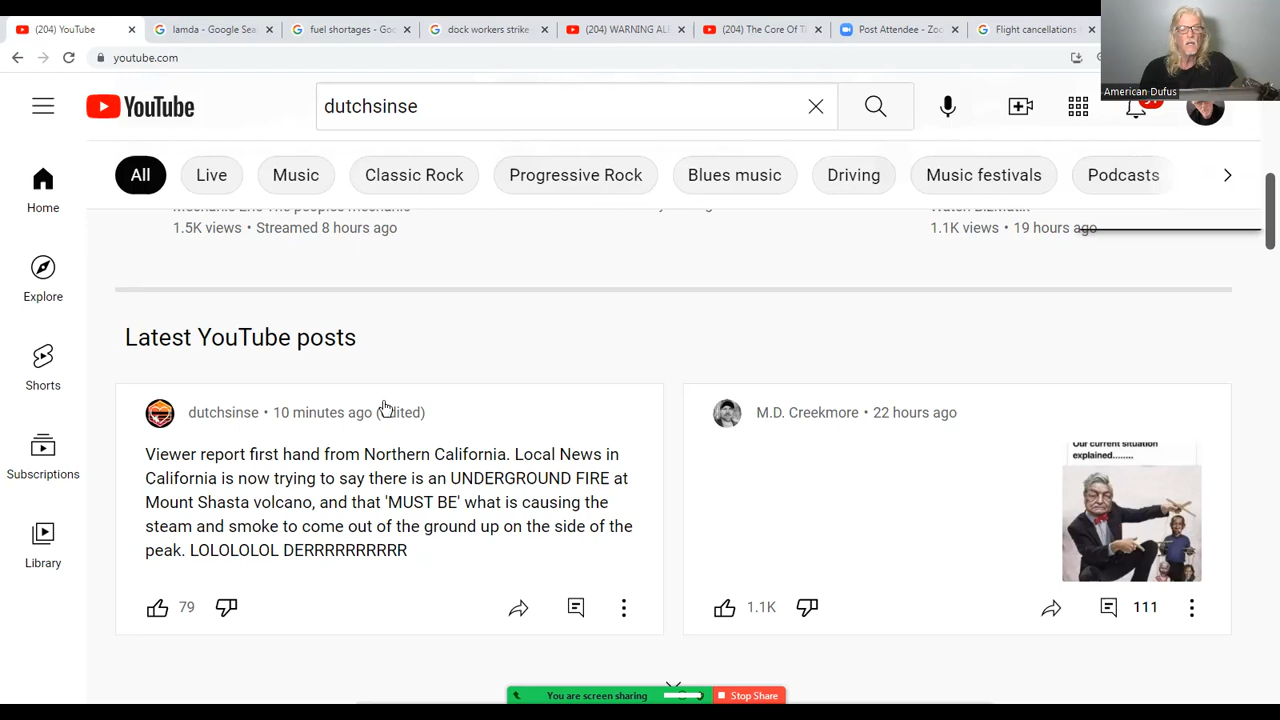 (204) YouTube
lamda - Google Sea
fuel shortages - Goo
dock workers strike
(204) WARNING AL
(204) The Core Of T
Post Attendee - Zoo
Flight cancellations
youtube.com
American Dufus
YouTube
dutchsinse
All
Live
Music
Classic Rock
Progressive Rock
Blues music
Driving
Music festivals
Podcasts
Home
Explore
Shorts
Subscriptions
Library
1.5K views • Streamed 8 hours ago
1.1K views • 19 hours ago
Latest YouTube posts
dutchsinse • 10 minutes ago (edited)
Viewer report first hand from Northern California. Local News in
California is now trying to say there is an UNDERGROUND FIRE at
Mount Shasta volcano, and that 'MUST BE' what is causing the
steam and smoke to come out of the ground up on the side of the
peak. LOLOLOLOL DERRRRRRRRRR
79
M.D. Creekmore • 22 hours ago
Our current situation
explained........
1.1K
111
You are screen sharing
Stop Share